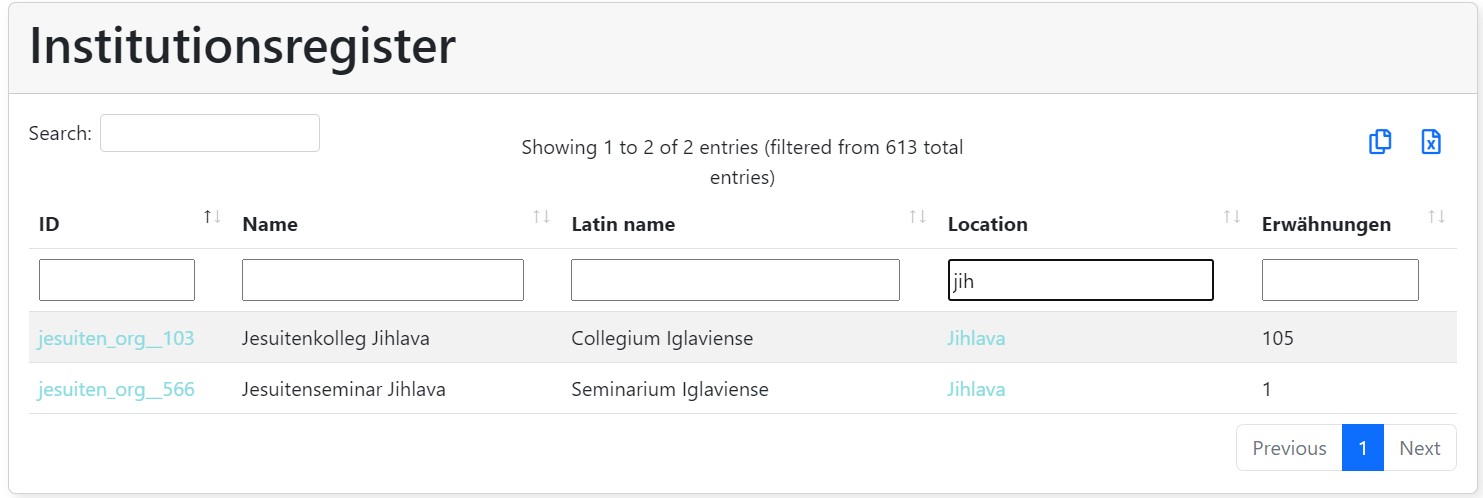 Institutionsregister
Search:
Showing 1 to 2 of 2 entries (filtered from 613 total
entries)
ID Name Latin name Location Erwähnungen
jih
jesuiten_org__103 Jesuitenkolleg Jihlava Collegium Iglaviense Jihlava 105
jesuiten_org__566 Jesuitenseminar Jihlava Seminarium Iglaviense Jihlava 1
Previous 1 Next